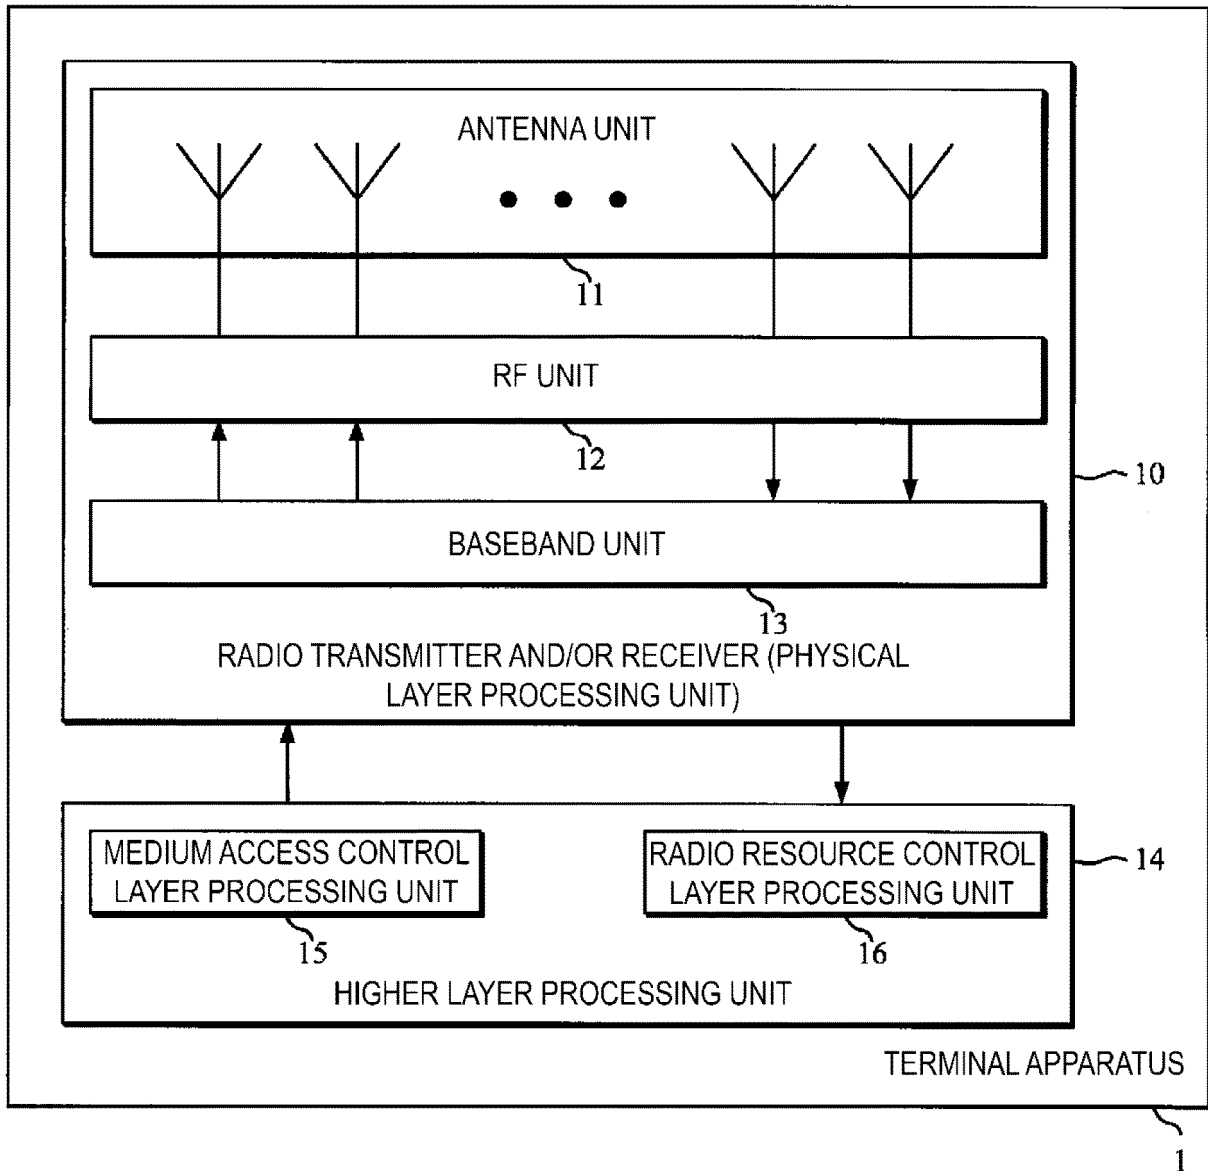 ANTENNA UNIT
11
RF UNIT
12
10
BASEBAND UNIT
13
RADIO TRANSMITTER AND/OR RECEIVER (PHYSICAL
LAYER PROCESSING UNIT)
MEDIUM ACCESS CONTROL
LAYER PROCESSING UNIT
15
RADIO RESOURCE CONTROL
LAYER PROCESSING UNIT
16
14
HIGHER LAYER PROCESSING UNIT
TERMINAL APPARATUS
1